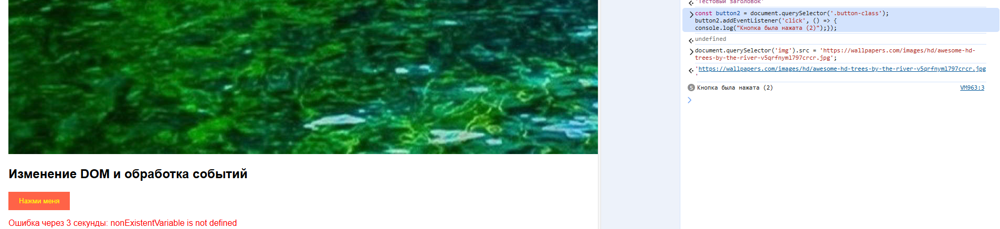 'Тестовый заголовок'
const button2 = document.querySelector('.button-class');
button2.addEventListener('click', () => {
console.log("Кнопка была нажата (2)");});
undefined
document.querySelector('img').src = 'https://wallpapers.com/images/hd/awesome-hd-
trees-by-the-river-v5qrfnyml797crcr.jpg';
'https://wallpapers.com/images/hd/awesome-hd-trees-by-the-river-v5qrfnyml797crcr.jpg
'
5 Кнопка была нажата (2) VM963:3
Изменение DOM и обработка событий
Нажми меня
Ошибка через 3 секунды: nonExistentVariable is not defined